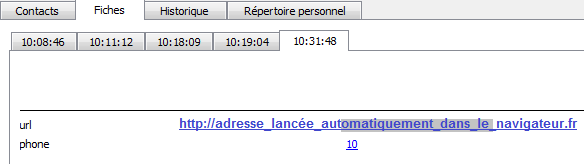 Contacts Fiches Historique Répertoire personnel
10:08:46 10:11:12 10:18:09 10:19:04 10:31:48
url http://adresse_lancée_automatiquement_dans_le_navigateur.fr
phone 10